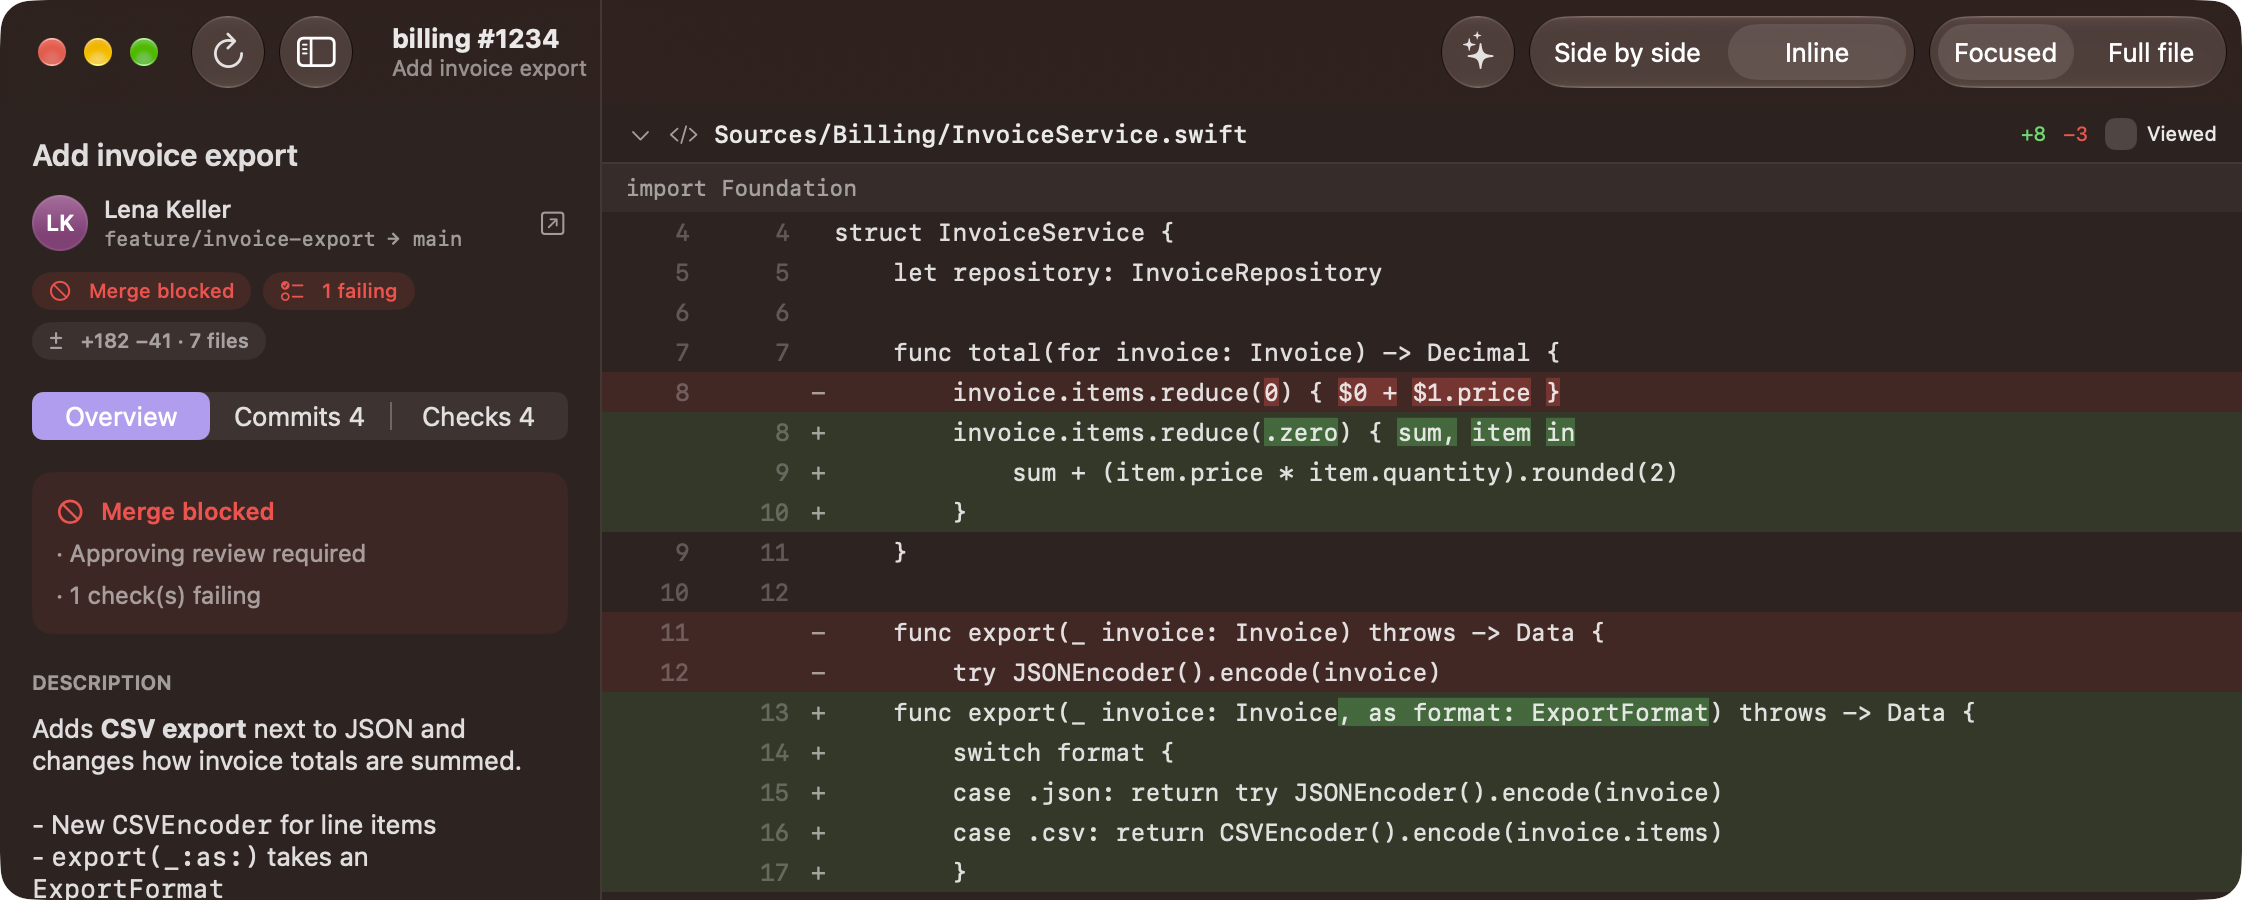 billing #1234
Add invoice export
Side by side
Inline
Focused
Full file
Add invoice export
LK
Lena Keller
feature/invoice-export → main
Merge blocked
1 failing
± +182 −41 · 7 files
Overview
Commits 4
Checks 4
Merge blocked
· Approving review required
· 1 check(s) failing
DESCRIPTION
Adds CSV export next to JSON and
changes how invoice totals are summed.
- New CSVEncoder for line items
- export(_:as:) takes an
ExportFormat
</> Sources/Billing/InvoiceService.swift
+8 −3 Viewed
import Foundation
4 4 struct InvoiceService {
5 5 let repository: InvoiceRepository
6 6
7 7 func total(for invoice: Invoice) -> Decimal {
8 − invoice.items.reduce(0) { $0 + $1.price }
8 + invoice.items.reduce(.zero) { sum, item in
9 + sum + (item.price * item.quantity).rounded(2)
10 + }
9 11 }
10 12
11 − func export(_ invoice: Invoice) throws -> Data {
12 − try JSONEncoder().encode(invoice)
13 + func export(_ invoice: Invoice, as format: ExportFormat) throws -> Data {
14 + switch format {
15 + case .json: return try JSONEncoder().encode(invoice)
16 + case .csv: return CSVEncoder().encode(invoice.items)
17 + }